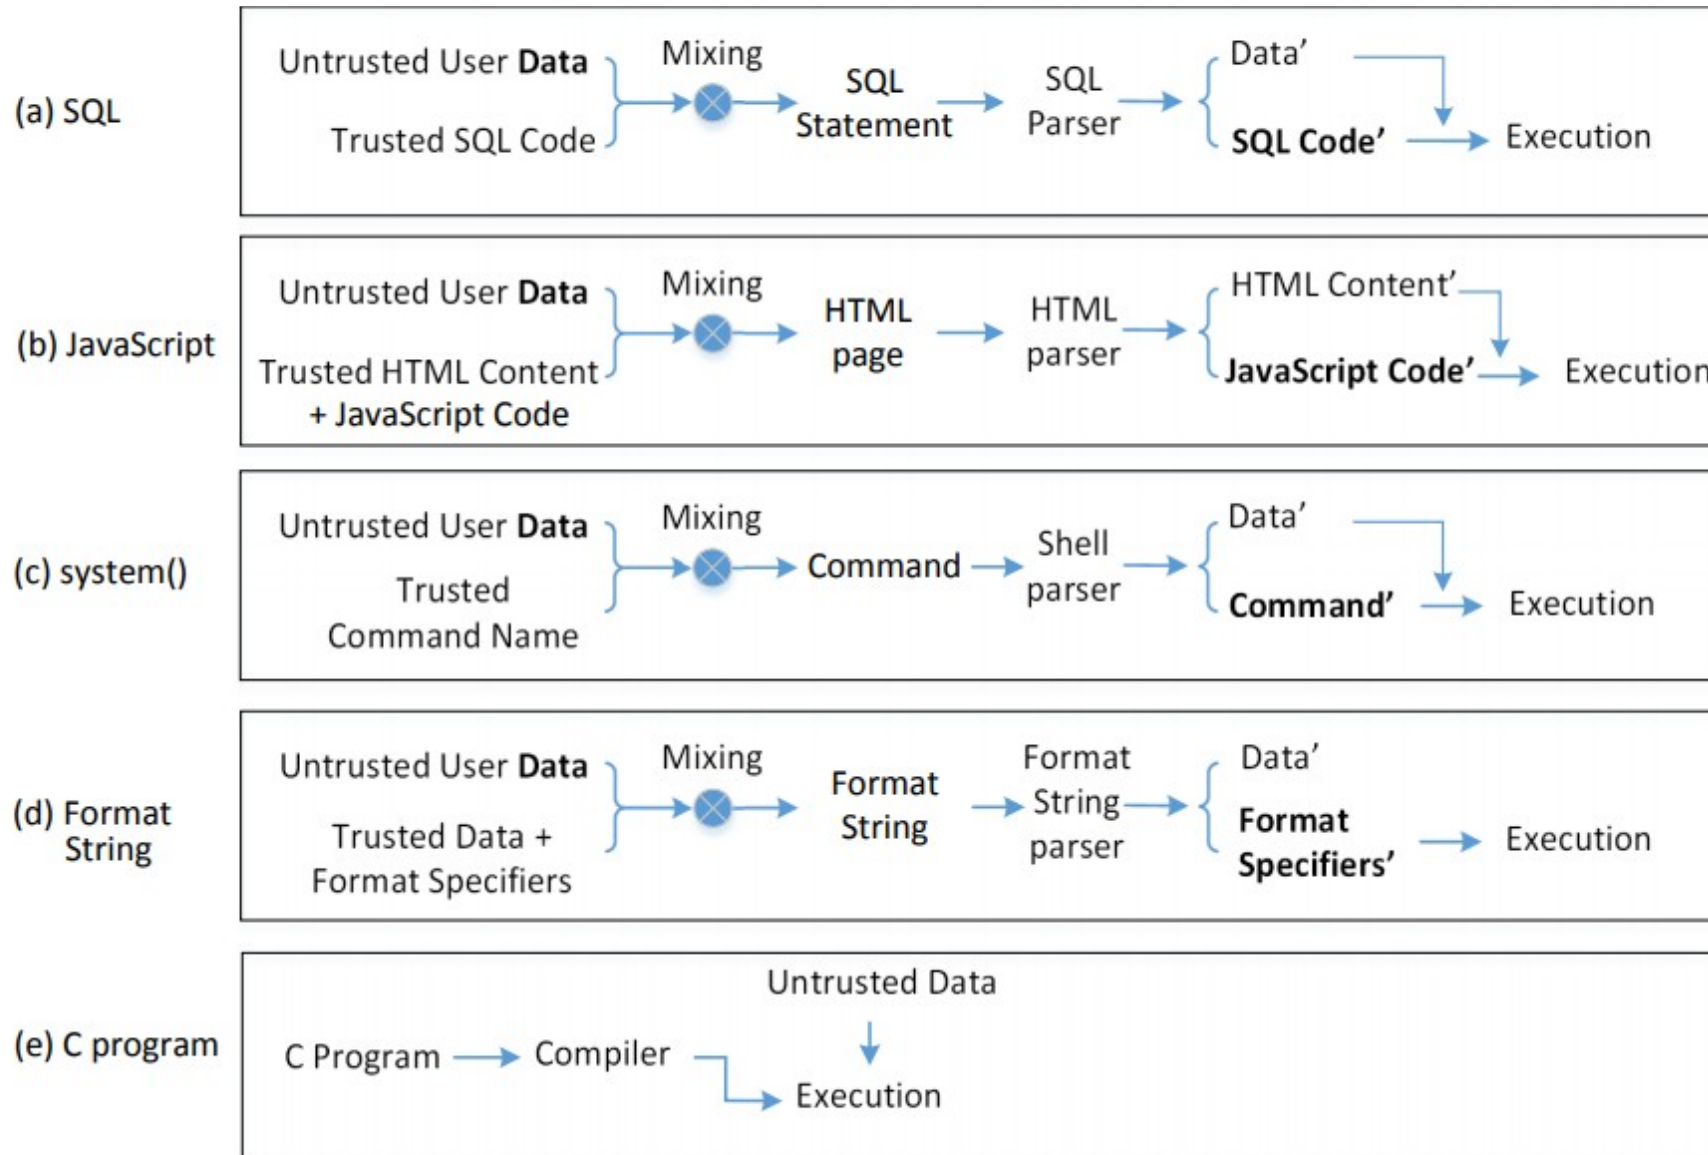 (a) SQL
Untrusted User Data
Trusted SQL Code
Mixing
SQL
Statement
SQL
Parser
Data’
SQL Code’
Execution
(b) JavaScript
Untrusted User Data
Trusted HTML Content
+ JavaScript Code
Mixing
HTML
page
HTML
parser
HTML Content’
JavaScript Code’
Execution
(c) system()
Untrusted User Data
Trusted
Command Name
Mixing
Command
Shell
parser
Data’
Command’
Execution
(d) Format
String
Untrusted User Data
Trusted Data +
Format Specifiers
Mixing
Format
String
Format
String
parser
Data’
Format
Specifiers’
Execution
(e) C program
C Program
Compiler
Untrusted Data
Execution